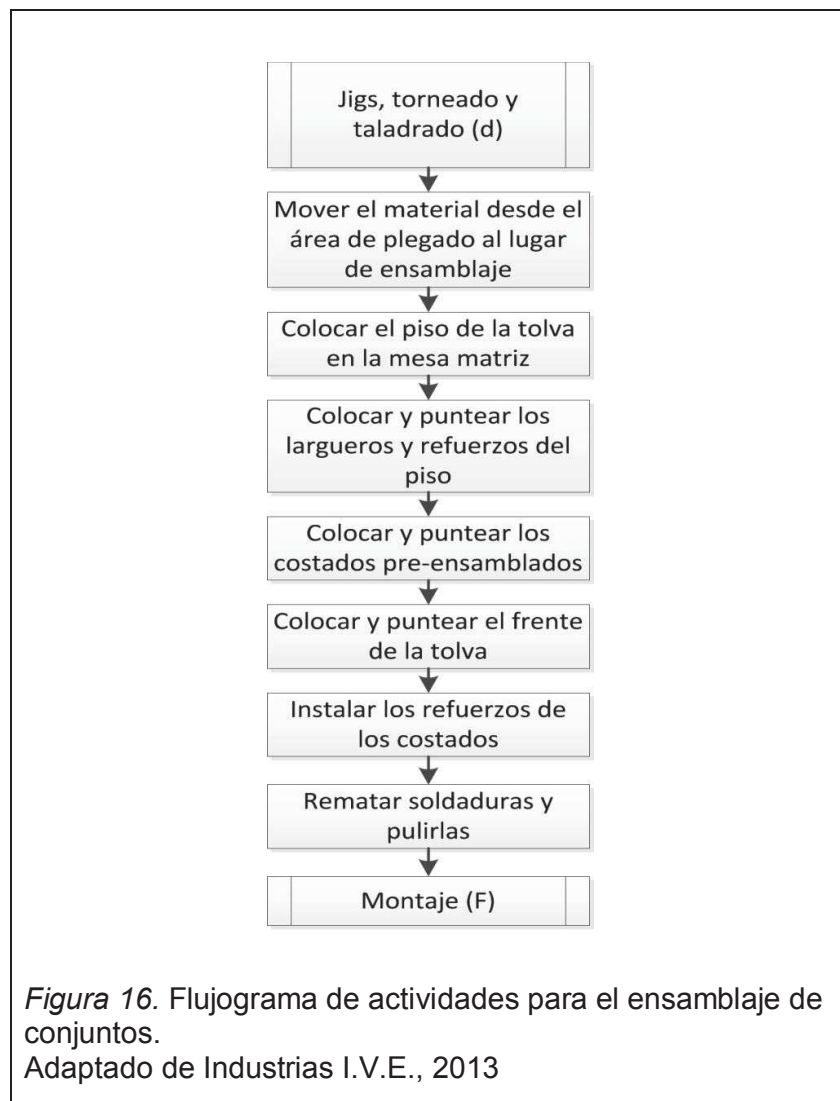 Jigs, torneado y
taladrado (d)
Mover el material desde el
área de plegado al lugar
de ensamblaje
Colocar el piso de la tolva
en la mesa matriz
Colocar y puntear los
largueros y refuerzos del
piso
Colocar y puntear los
costados pre-ensamblados
Colocar y puntear el frente
de la tolva
Instalar los refuerzos de
los costados
Rematar soldaduras y
pulirlas
Montaje (F)
Figura 16. Flujograma de actividades para el ensamblaje de
conjuntos.
Adaptado de Industrias I.V.E., 2013